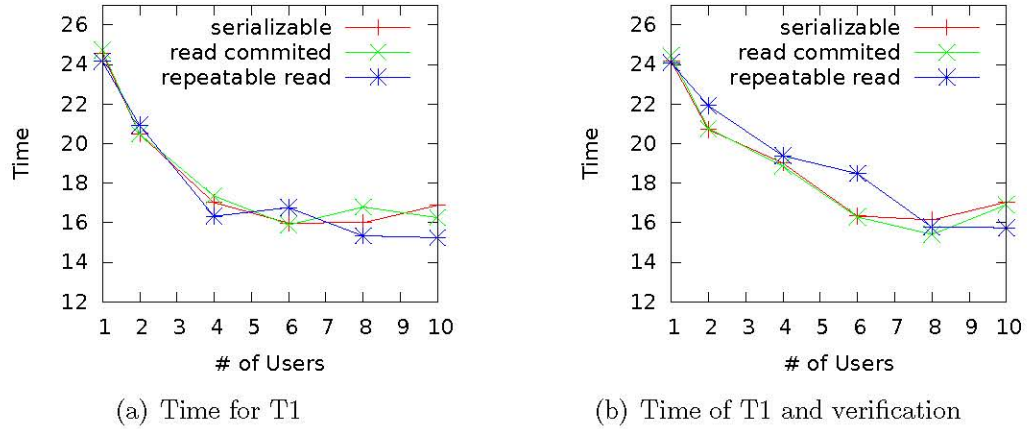 26
24
22
20
18
16
14
12
Time
serializable
read commited
repeatable read
1 2 3 4 5 6 7 8 9 10
# of Users
(a) Time for T1
26
24
22
20
18
16
14
12
Time
serializable
read commited
repeatable read
1 2 3 4 5 6 7 8 9 10
# of Users
(b) Time of T1 and verification